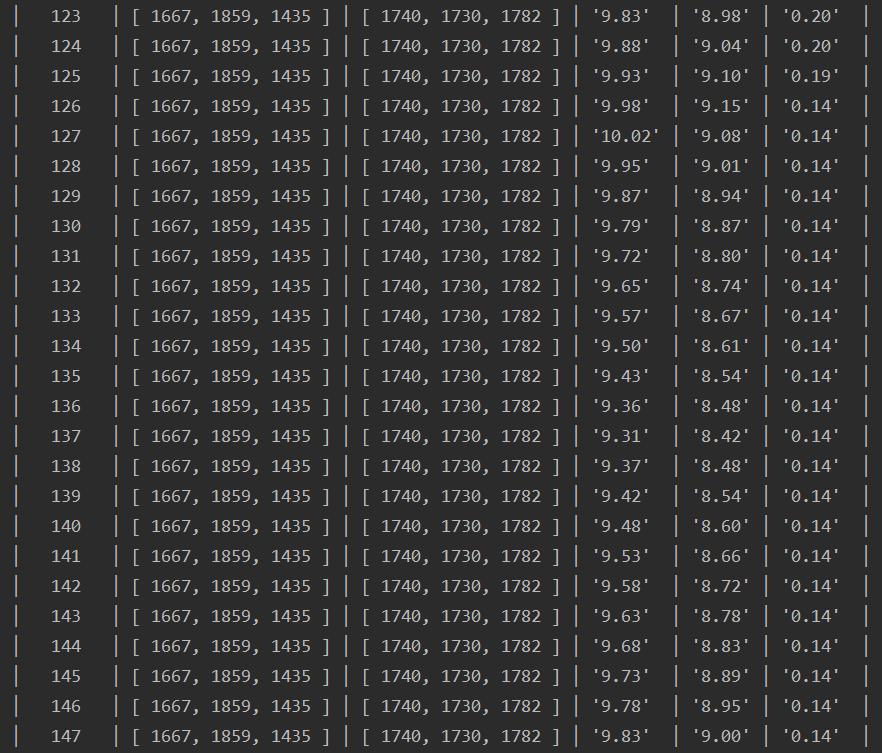 | 123 | [ 1667, 1859, 1435 ] | [ 1740, 1730, 1782 ] | '9.83' | '8.98' | '0.20' |
| 124 | [ 1667, 1859, 1435 ] | [ 1740, 1730, 1782 ] | '9.88' | '9.04' | '0.20' |
| 125 | [ 1667, 1859, 1435 ] | [ 1740, 1730, 1782 ] | '9.93' | '9.10' | '0.19' |
| 126 | [ 1667, 1859, 1435 ] | [ 1740, 1730, 1782 ] | '9.98' | '9.15' | '0.14' |
| 127 | [ 1667, 1859, 1435 ] | [ 1740, 1730, 1782 ] | '10.02' | '9.08' | '0.14' |
| 128 | [ 1667, 1859, 1435 ] | [ 1740, 1730, 1782 ] | '9.95' | '9.01' | '0.14' |
| 129 | [ 1667, 1859, 1435 ] | [ 1740, 1730, 1782 ] | '9.87' | '8.94' | '0.14' |
| 130 | [ 1667, 1859, 1435 ] | [ 1740, 1730, 1782 ] | '9.79' | '8.87' | '0.14' |
| 131 | [ 1667, 1859, 1435 ] | [ 1740, 1730, 1782 ] | '9.72' | '8.80' | '0.14' |
| 132 | [ 1667, 1859, 1435 ] | [ 1740, 1730, 1782 ] | '9.65' | '8.74' | '0.14' |
| 133 | [ 1667, 1859, 1435 ] | [ 1740, 1730, 1782 ] | '9.57' | '8.67' | '0.14' |
| 134 | [ 1667, 1859, 1435 ] | [ 1740, 1730, 1782 ] | '9.50' | '8.61' | '0.14' |
| 135 | [ 1667, 1859, 1435 ] | [ 1740, 1730, 1782 ] | '9.43' | '8.54' | '0.14' |
| 136 | [ 1667, 1859, 1435 ] | [ 1740, 1730, 1782 ] | '9.36' | '8.48' | '0.14' |
| 137 | [ 1667, 1859, 1435 ] | [ 1740, 1730, 1782 ] | '9.31' | '8.42' | '0.14' |
| 138 | [ 1667, 1859, 1435 ] | [ 1740, 1730, 1782 ] | '9.37' | '8.48' | '0.14' |
| 139 | [ 1667, 1859, 1435 ] | [ 1740, 1730, 1782 ] | '9.42' | '8.54' | '0.14' |
| 140 | [ 1667, 1859, 1435 ] | [ 1740, 1730, 1782 ] | '9.48' | '8.60' | '0.14' |
| 141 | [ 1667, 1859, 1435 ] | [ 1740, 1730, 1782 ] | '9.53' | '8.66' | '0.14' |
| 142 | [ 1667, 1859, 1435 ] | [ 1740, 1730, 1782 ] | '9.58' | '8.72' | '0.14' |
| 143 | [ 1667, 1859, 1435 ] | [ 1740, 1730, 1782 ] | '9.63' | '8.78' | '0.14' |
| 144 | [ 1667, 1859, 1435 ] | [ 1740, 1730, 1782 ] | '9.68' | '8.83' | '0.14' |
| 145 | [ 1667, 1859, 1435 ] | [ 1740, 1730, 1782 ] | '9.73' | '8.89' | '0.14' |
| 146 | [ 1667, 1859, 1435 ] | [ 1740, 1730, 1782 ] | '9.78' | '8.95' | '0.14' |
| 147 | [ 1667, 1859, 1435 ] | [ 1740, 1730, 1782 ] | '9.83' | '9.00' | '0.14' |